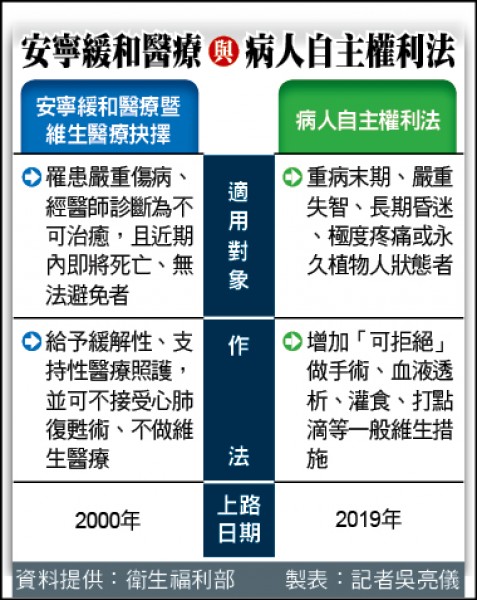 安寧緩和醫療與病人自主權利法
安寧緩和醫療暨
維生醫療抉擇
病人自主權利法
罹患嚴重傷病、
經醫師診斷為不
可治癒，且近期
內即將死亡、無
法避免者
適用對象
重病末期、嚴重
失智、長期昏迷
、極度疼痛或永
久植物人狀態者
給予緩解性、支
持性醫療照護，
並可不接受心肺
復甦術、不做維
生醫療
作法
增加「可拒絕」
做手術、血液透
析、灌食、打點
滴等一般維生措
施
2000年
上路
日期
2019年
資料提供：衛生福利部 製表：記者吳亮儀